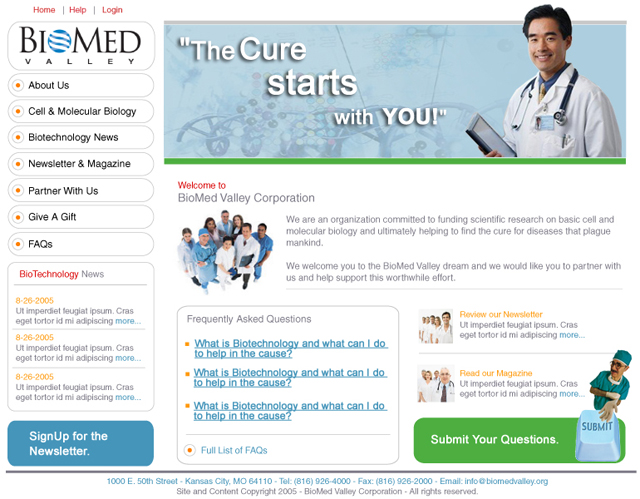 Home | Help | Login
BIOMED
VALLEY
About Us
Cell & Molecular Biology
Biotechnology News
Newsletter & Magazine
Partner With Us
Give A Gift
FAQs
BioTechnology News
8-26-2005
Ut imperdiet feugiat ipsum. Cras
eget tortor id mi adipiscing more...
8-26-2005
Ut imperdiet feugiat ipsum. Cras
eget tortor id mi adipiscing more...
8-26-2005
Ut imperdiet feugiat ipsum. Cras
eget tortor id mi adipiscing more...
SignUp for the
Newsletter.
"The Cure
starts
with YOU!"
Welcome to
BioMed Valley Corporation
We are an organization committed to funding scientific research on basic cell and
molecular biology and ultimately helping to find the cure for diseases that plague
mankind.
We welcome you to the BioMed Valley dream and we would like you to partner with
us and help support this worthwhile effort.
Frequently Asked Questions
What is Biotechnology and what can I do
to help in the cause?
What is Biotechnology and what can I do
to help in the cause?
What is Biotechnology and what can I do
to help in the cause?
Full List of FAQs
Review our Newsletter
Ut imperdiet feugiat ipsum. Cras
eget tortor id mi adipiscing more...
Read our Magazine
Ut imperdiet feugiat ipsum. Cras
eget tortor id mi adipiscing more...
Submit Your Questions.
SUBMIT
1000 E. 50th Street - Kansas City, MO 64110 - Tel: (816) 926-4000 - Fax: (816) 926-2000 - Email: info@biomedvalley.org
Site and Content Copyright 2005 - BioMed Valley Corporation - All rights reserved.